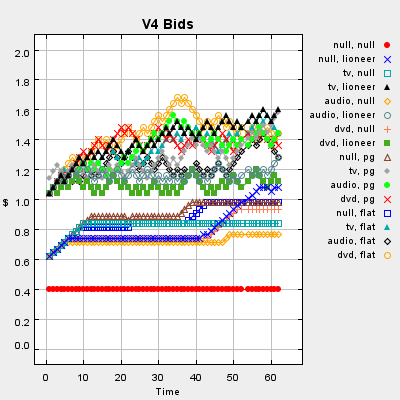 V4 Bids
2.0
1.8
1.6
1.4
1.2
1.0
0.8
0.6
0.4
0.2
0.0
$
0 10 20 30 40 50 60
Time
null, null
null, lioneer
tv, null
tv, lioneer
audio, null
audio, lioneer
dvd, null
dvd, lioneer
null, pg
tv, pg
audio, pg
dvd, pg
null, flat
tv, flat
audio, flat
dvd, flat